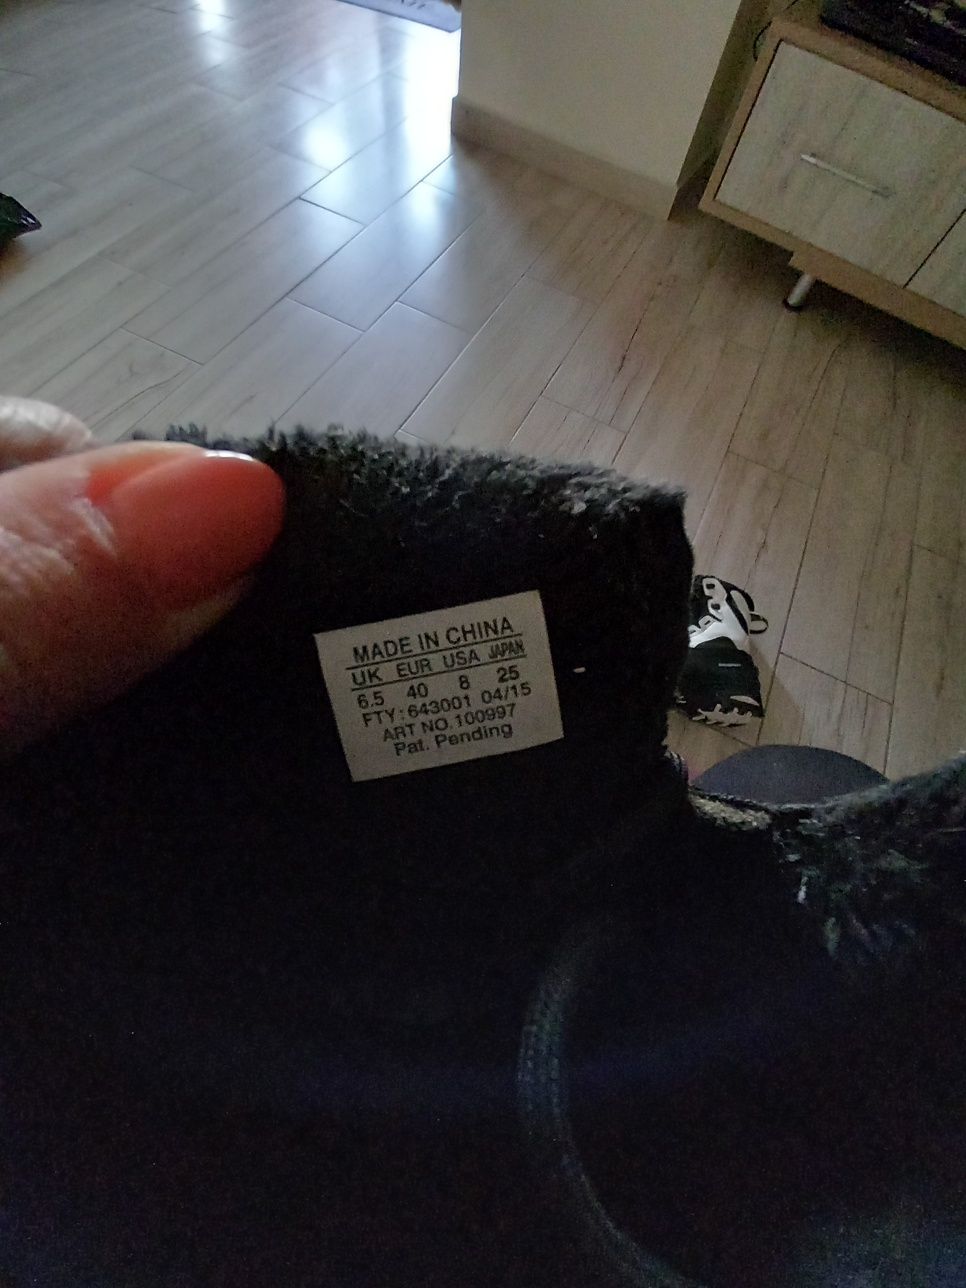 MADE IN CHINA
UK EUR USA JAPAN
6.5 40 8 25
FTY: 643001 04/15
ART NO.100997
Pat. Pending